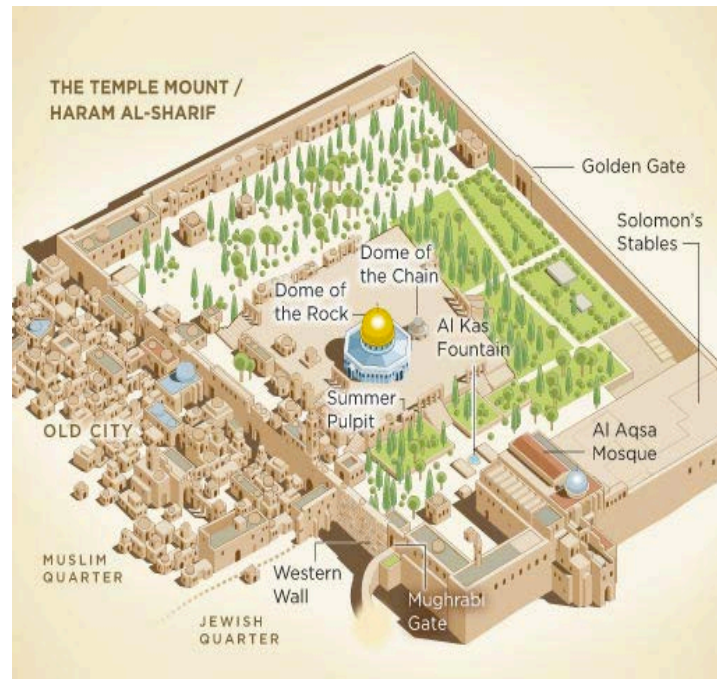 THE TEMPLE MOUNT /
HARAM AL-SHARIF
Golden Gate
Solomon's
Stables
Dome of
the Chain
Dome of
the Rock
Al Kas
Fountain
Summer
Pulpit
Al Aqsa
Mosque
OLD CITY
MUSLIM
QUARTER
Western
Wall
Mughrabi
Gate
JEWISH
QUARTER